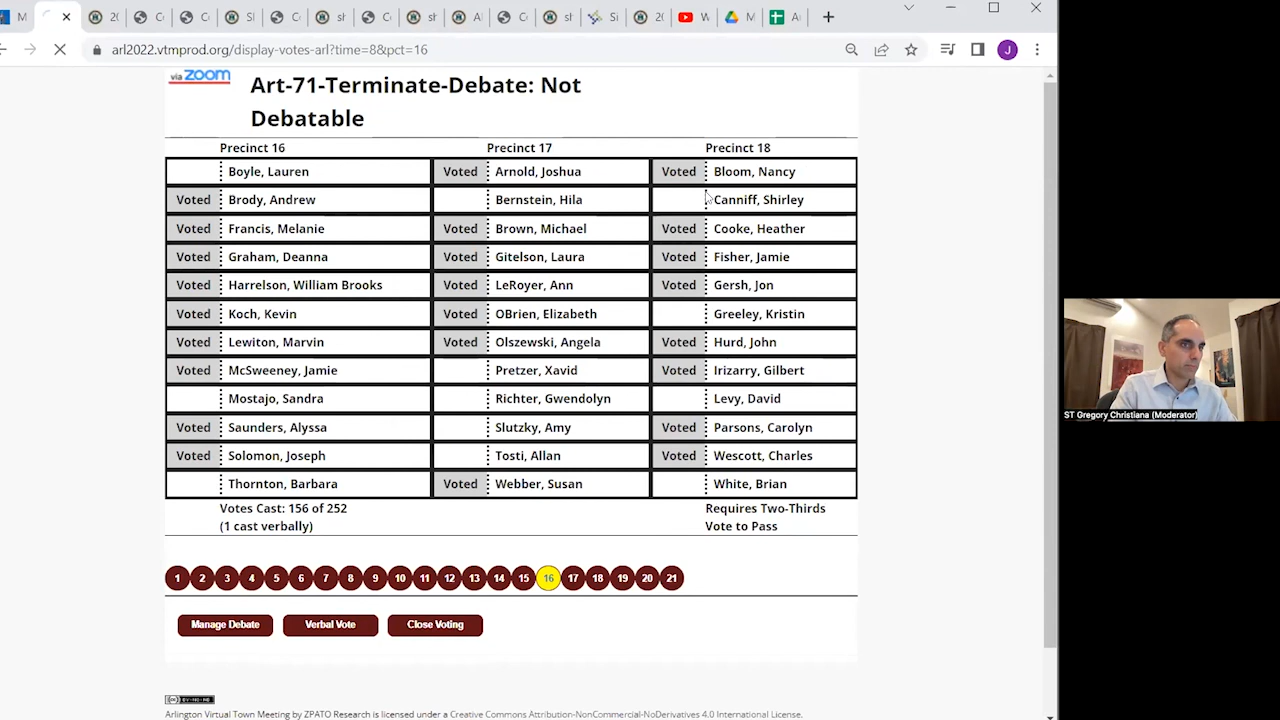 arl2022.vtmprod.org/display-votes-arl?time=8&pct=16
via zoom
Art-71-Terminate-Debate: Not
Debatable
Precinct 16 Precinct 17 Precinct 18
Boyle, Lauren Voted Arnold, Joshua Voted Bloom, Nancy
Voted Brody, Andrew Bernstein, Hila Canniff, Shirley
Voted Francis, Melanie Voted Brown, Michael Voted Cooke, Heather
Voted Graham, Deanna Voted Gitelson, Laura Voted Fisher, Jamie
Voted Harrelson, William Brooks Voted LeRoyer, Ann Voted Gersh, Jon
Voted Koch, Kevin Voted OBrien, Elizabeth Greeley, Kristin
Voted Lewiton, Marvin Voted Olszewski, Angela Voted Hurd, John
Voted McSweeney, Jamie Pretzer, Xavid Voted Irizarry, Gilbert
Mostajo, Sandra Richter, Gwendolyn Levy, David
Voted Saunders, Alyssa Slutzky, Amy Voted Parsons, Carolyn
Voted Solomon, Joseph Tosti, Allan Voted Wescott, Charles
Thornton, Barbara Voted Webber, Susan White, Brian
Votes Cast: 156 of 252 Requires Two-Thirds
(1 cast verbally) Vote to Pass
1 2 3 4 5 6 7 8 9 10 11 12 13 14 15 16 17 18 19 20 21
Manage Debate Verbal Vote Close Voting
Arlington Virtual Town Meeting by ZPATO Research is licensed under a Creative Commons Attribution-NonCommercial-NoDerivatives 4.0 International License.
ST Gregory Christiana (Moderator)